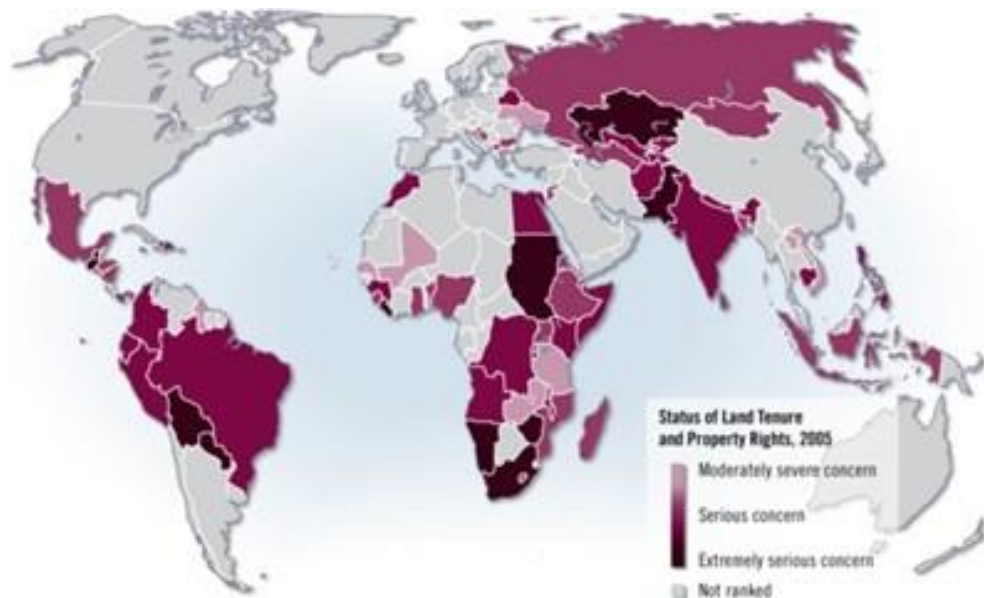 Status of Land Tenure
and Property Rights, 2005
Moderately severe concern
Serious concern
Extremely serious concern
Not ranked